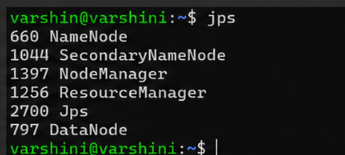 varshin@varshini:~$ jps
660 NameNode
1044 SecondaryNameNode
1397 NodeManager
1256 ResourceManager
2700 Jps
797 DataNode
varshini@varshini:~$